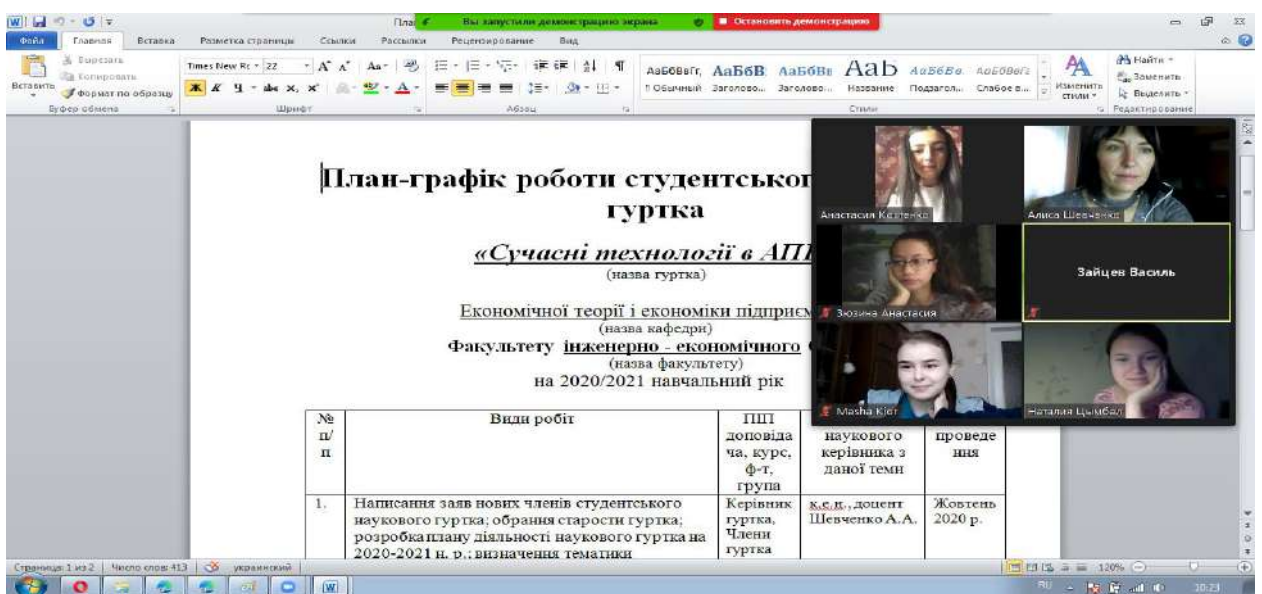 Вы запустили демонстрацию экрана
Остановить демонстрацию
Файл Главная Вставка Разметка страницы Ссылки Рассылки Рецензирование Вид
Вырезать
Копировать
Формат по образцу
Вставить
Буфер обмена
Times New Rc 22
Шрифт
Абзац
АаБбВвГг, АаБбВ АаБбВв АаЬ АаБбВв АаБбВвГг
1 Обычный Заголово... Заголово... Название Подзагол... Слабое в...
Стили
Изменить стили
Найти
Заменить
Выделить
Редактирование
План-графік роботи студентськог
гуртка
«Сучасні технології в АП
(назва гуртка)
Економічної теорії і економіки підприєм
(назва кафедри)
Факультету інженерно - економічного
(назва факультету)
на 2020/2021 навчальний рік
№ п/п
Види робіт
ПІП доповіда ча, курс, ф-т, група
наукового керівника з даної теми
проведе ння
1.
Написання заяв нових членів студентського
наукового гуртка; обрання старости гуртка;
розробка плану діяльності наукового гуртка на
2020-2021 н. р.; визначення тематики
Керівник гуртка, Члени гуртка
к.е.н., доцент Шевченко А.А.
Жовтень 2020 р.
Анастасия Костенко
Алиса Шевченко
Зюзина Анастасия
Зайцев Василь
Masha Kior
Наталия Цымбал
Страница: 1 из 2 Число слов: 413 украинский
120%
RU
10:23